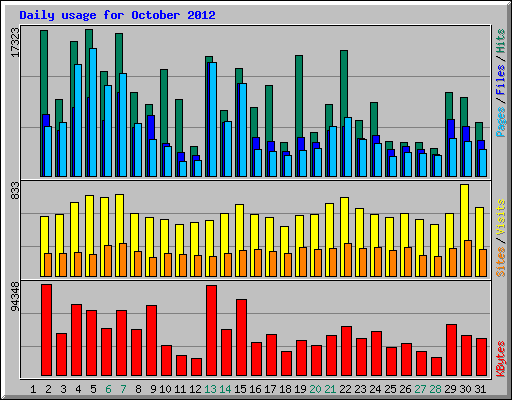 Daily usage for October 2012
17323
Pages / Files / Hits
833
Sites / Visits
94348
KBytes
1 2 3 4 5 6 7 8 9 10 11 12 13 14 15 16 17 18 19 20 21 22 23 24 25 26 27 28 29 30 31